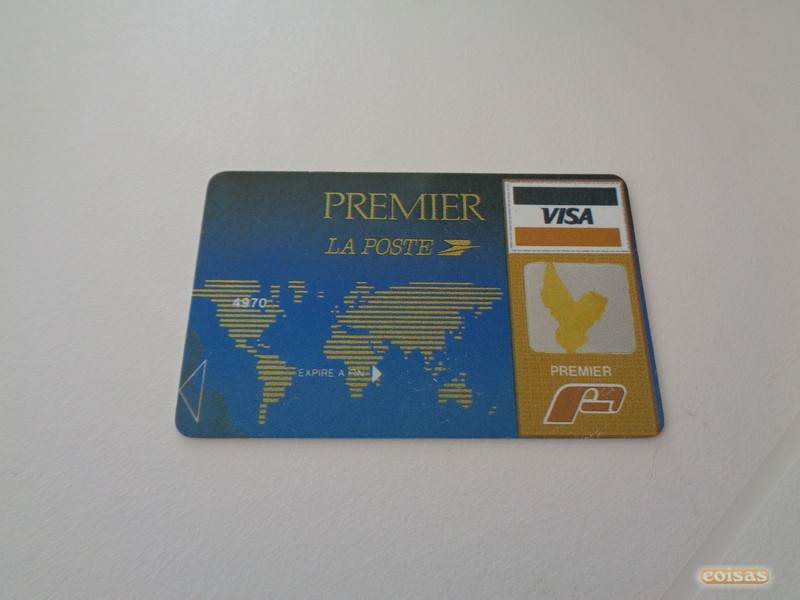 PREMIER
VISA
LA POSTE
4970
EXPIRE A FIN
PREMIER
coisas